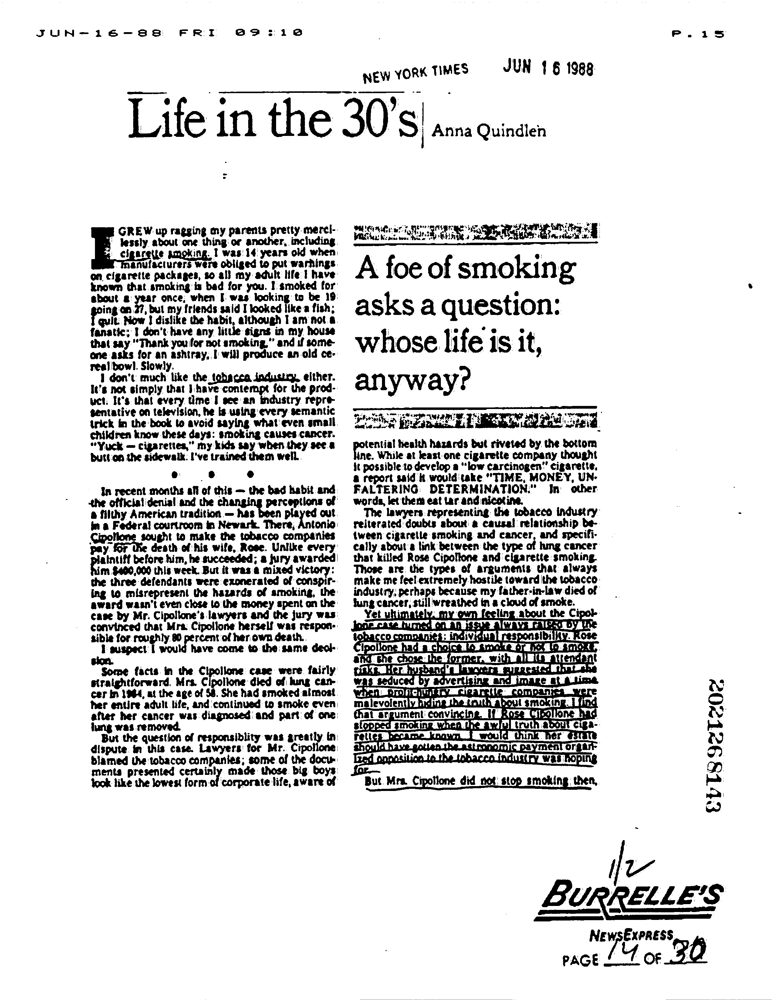 JUN-16-88 FRI 09:10
P.15
NEW YORK TIMES
JUN 16 1988
Life in the 30's
Anna Quindlen
I GREW up ragging my parents pretty merci-
lessly about one thing or another, including
cigarette smoking. I was 14 years old when
manufacturers were obliged to put warnings
on cigarette packages, so all my adult life I have
known that smoking is bad for you. I smoked for
about a year once, when I was looking to be 19
going on 27, but my friends said I looked like a fish;
I quit. Now I dislike the habit, although I am not a
fanatic; I don't have any little signs in my house
that say "Thank you for not smoking," and if some-
one asks for an ashtray, I will produce an old ce-
real bowl. Slowly.
I don't much like the tobacco industry, either.
It's not simply that I have contempt for the prod-
uct. It's that every time I see an industry repre-
sentative on television, he is using every semantic
trick in the book to avoid saying what even small
children know these days: smoking causes cancer.
"Yuck — cigarettes," my kids say when they see a
butt on the sidewalk. I've trained them well.
• • •
In recent months all of this — the bad habit and
the official denial and the changing perceptions of
a filthy American tradition — has been played out
in a Federal courtroom in Newark. There, Antonio
Cipollone sought to make the tobacco companies
pay for the death of his wife, Rose. Unlike every
plaintiff before him, he succeeded; a jury awarded
him $400,000 this week. But it was a mixed victory:
the three defendants were exonerated of conspir-
ing to misrepresent the hazards of smoking, the
award wasn't even close to the money spent on the
case by Mr. Cipollone's lawyers and the jury was
convinced that Mrs. Cipollone herself was respon-
sible for roughly 80 percent of her own death.
I suspect I would have come to the same deci-
sion.
Some facts in the Cipollone case were fairly
straightforward. Mrs. Cipollone died of lung can-
cer in 1984, at the age of 58. She had smoked almost
her entire adult life, and continued to smoke even
after her cancer was diagnosed and part of one
lung was removed.
But the question of responsiblity was greatly in
dispute in this case. Lawyers for Mr. Cipollone
blamed the tobacco companies; some of the docu-
ments presented certainly made those big boys
look like the lowest form of corporate life, aware of
A foe of smoking
asks a question:
whose life is it,
anyway?
potential health hazards but riveted by the bottom
line. While at least one cigarette company thought
it possible to develop a "low carcinogen" cigarette,
a report said it would take "TIME, MONEY, UN-
FALTERING DETERMINATION." In other
words, let them eat tar and nicotine.
The lawyers representing the tobacco industry
reiterated doubts about a causal relationship be-
tween cigarette smoking and cancer, and specifi-
cally about a link between the type of lung cancer
that killed Rose Cipollone and cigarette smoking.
Those are the types of arguments that always
make me feel extremely hostile toward the tobacco
industry, perhaps because my father-in-law died of
lung cancer, still wreathed in a cloud of smoke.
Yet ultimately, my own feeling about the Cipol-
lone case turned on an issue always raised by the
tobacco companies: individual responsibility. Rose
Cipollone had a choice to smoke or not to smoke,
and she chose the former, with all its attendant
risks. Her husband's lawyers suggested that she
was seduced by advertising and image at a time
when profit-hungry cigarette companies were
malevolently hiding the truth about smoking. I find
that argument convincing. If Rose Cipollone had
stopped smoking when the awful truth about ciga-
rettes became known, I would think her estate
should have gotten the astronomic payment organ-
ized opposition to the tobacco industry was hoping
for.
But Mrs. Cipollone did not stop smoking then,
2021268143
1/2
BURRELLE'S
NEWSEXPRESS
PAGE 14 OF 30